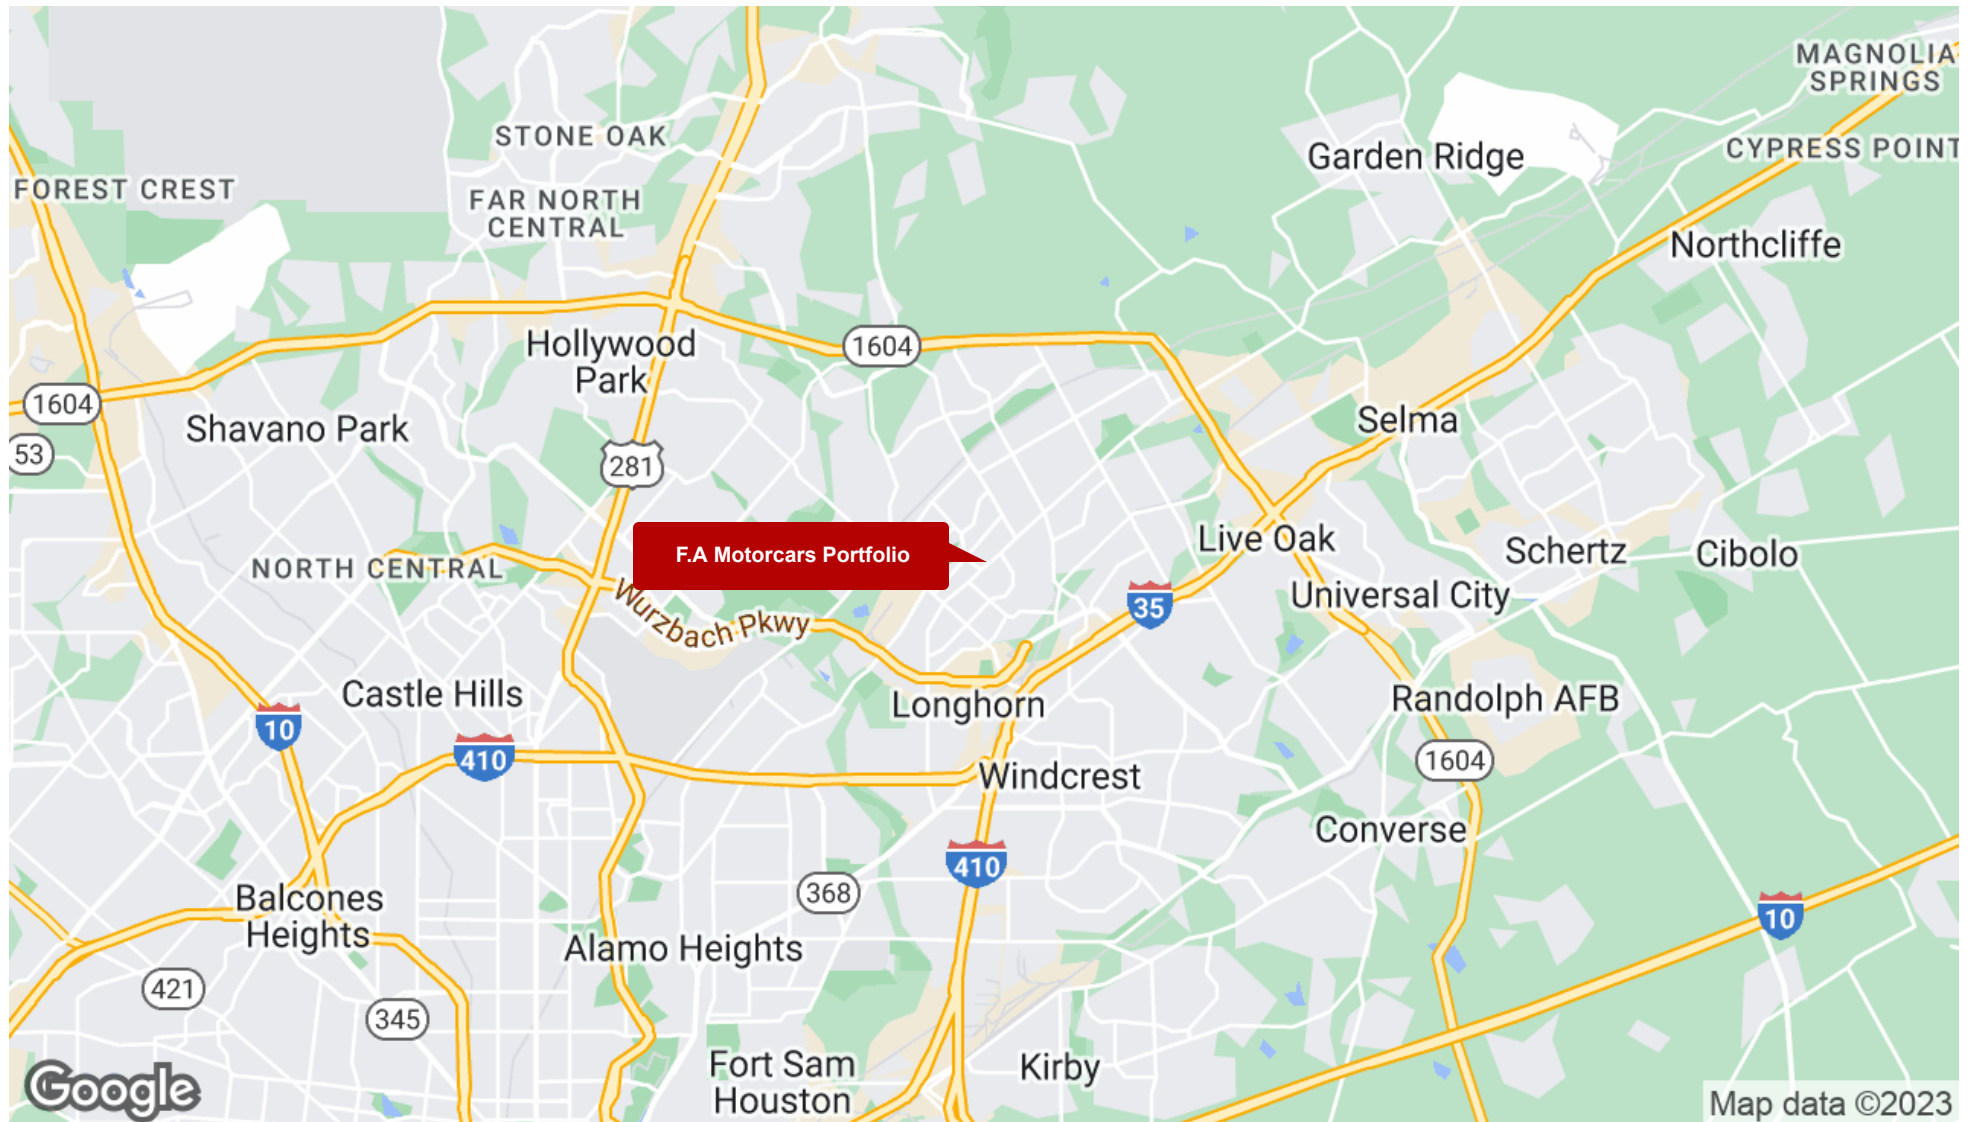 MAGNOLIA
SPRINGS
STONE OAK
Garden Ridge
CYPRESS POINT
FOREST CREST
FAR NORTH
CENTRAL
Northcliffe
Hollywood
Park
1604
1604
Shavano Park
Selma
53
281
F.A Motorcars Portfolio
Live Oak
Schertz
Cibolo
NORTH CENTRAL
Universal City
35
Wurzbach Pkwy
Castle Hills
Longhorn
Randolph AFB
10
410
1604
Windcrest
Converse
410
368
Balcones
Heights
10
Alamo Heights
421
345
Fort Sam
Houston
Kirby
Google
Map data ©2023